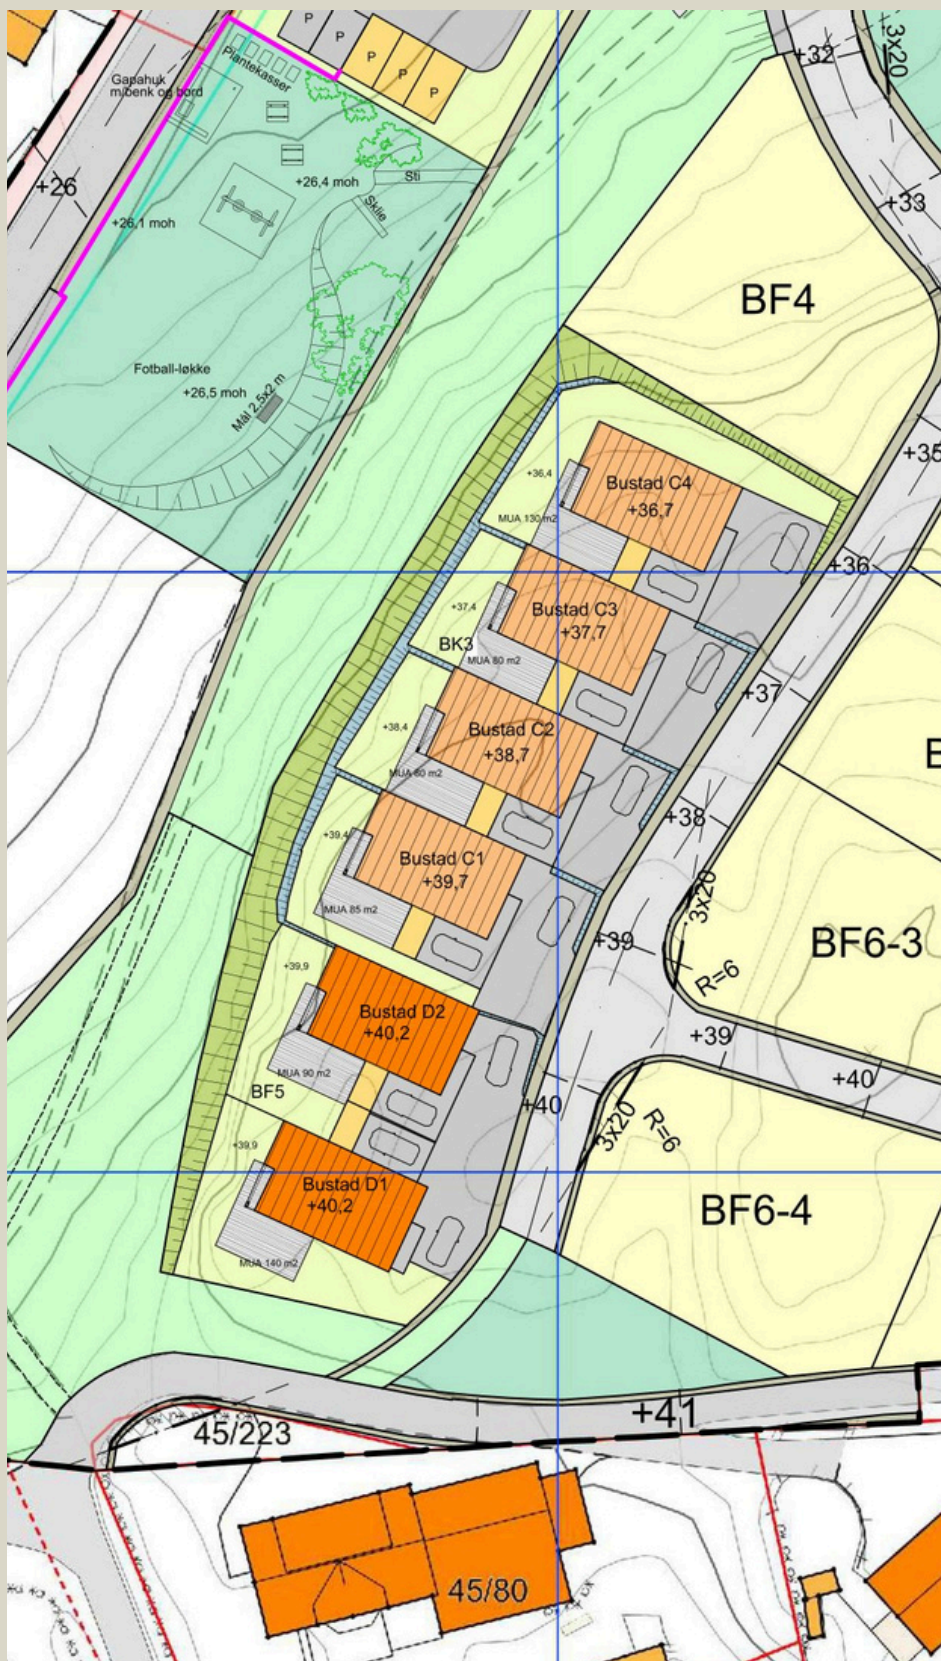 P
P
P
P
Plantekasser
Gapahuk
m/benk og bord
+32
3x20
+26
+26,4 moh
Sti
Sklie
+26,1 moh
+33
BF4
Fotball-løkke
+26,5 moh
Mål 2,5x2 m
+35
+36,4
Bustad C4
+36,7
MUA 130 m2
+36
+37,4
Bustad C3
+37,7
BK3
MUA 80 m2
+37
+38,4
Bustad C2
+38,7
MUA 80 m2
+38
+39,4
Bustad C1
+39,7
MUA 85 m2
3x20
+39
BF6-3
R=6
+39,9
Bustad D2
+40,2
+39
MUA 90 m2
BF5
+40
+40
3x20
R=6
+39,9
Bustad D1
+40,2
BF6-4
MUA 140 m2
+41
45/223
45/80